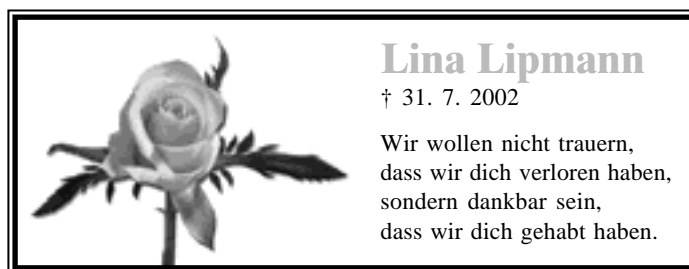 Lina Lipmann
† 31. 7. 2002
Wir wollen nicht trauern,
dass wir dich verloren haben,
sondern dankbar sein,
dass wir dich gehabt haben.